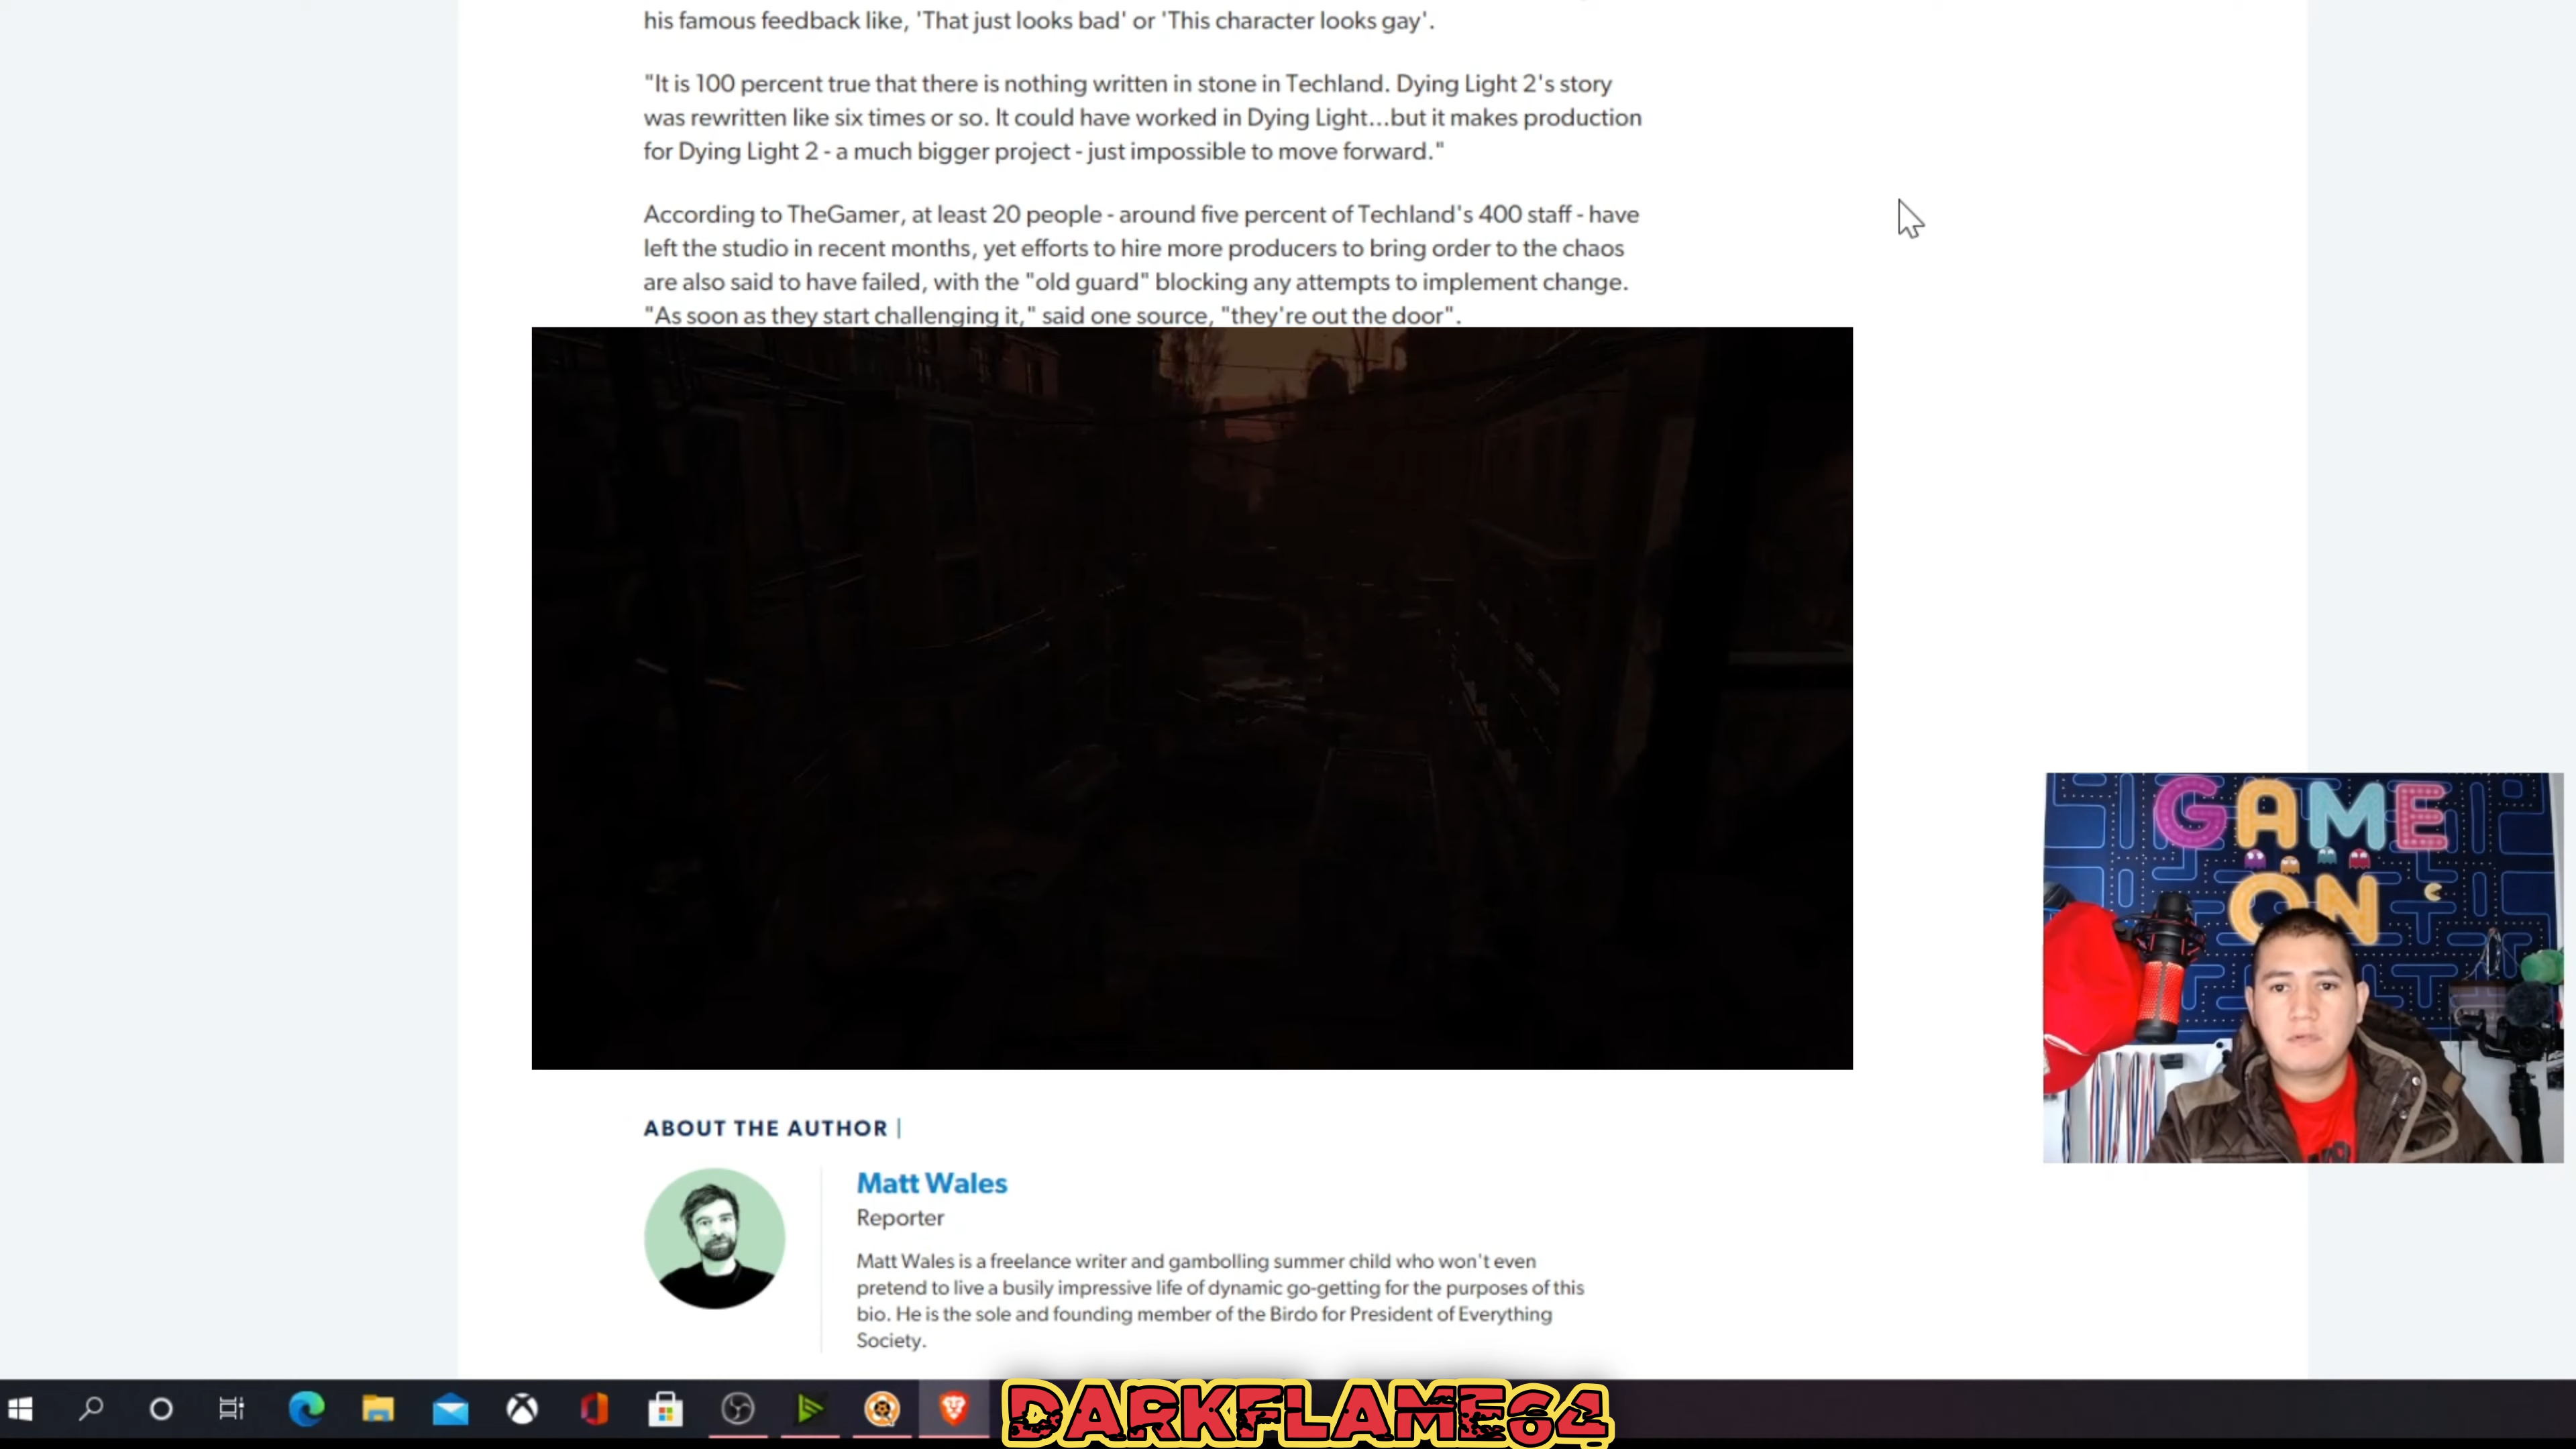 his famous feedback like, 'That just looks bad' or 'This character looks gay'.
"It is 100 percent true that there is nothing written in stone in Techland. Dying Light 2's story
was rewritten like six times or so. It could have worked in Dying Light...but it makes production
for Dying Light 2 - a much bigger project - just impossible to move forward."
According to TheGamer, at least 20 people - around five percent of Techland's 400 staff - have
left the studio in recent months, yet efforts to hire more producers to bring order to the chaos
are also said to have failed, with the "old guard" blocking any attempts to implement change.
"As soon as they start challenging it," said one source, "they're out the door".
GAME
ON
ABOUT THE AUTHOR |
Matt Wales
Reporter
Matt Wales is a freelance writer and gambolling summer child who won't even
pretend to live a busily impressive life of dynamic go-getting for the purposes of this
bio. He is the sole and founding member of the Birdo for President of Everything
Society.
DARKFLAME64